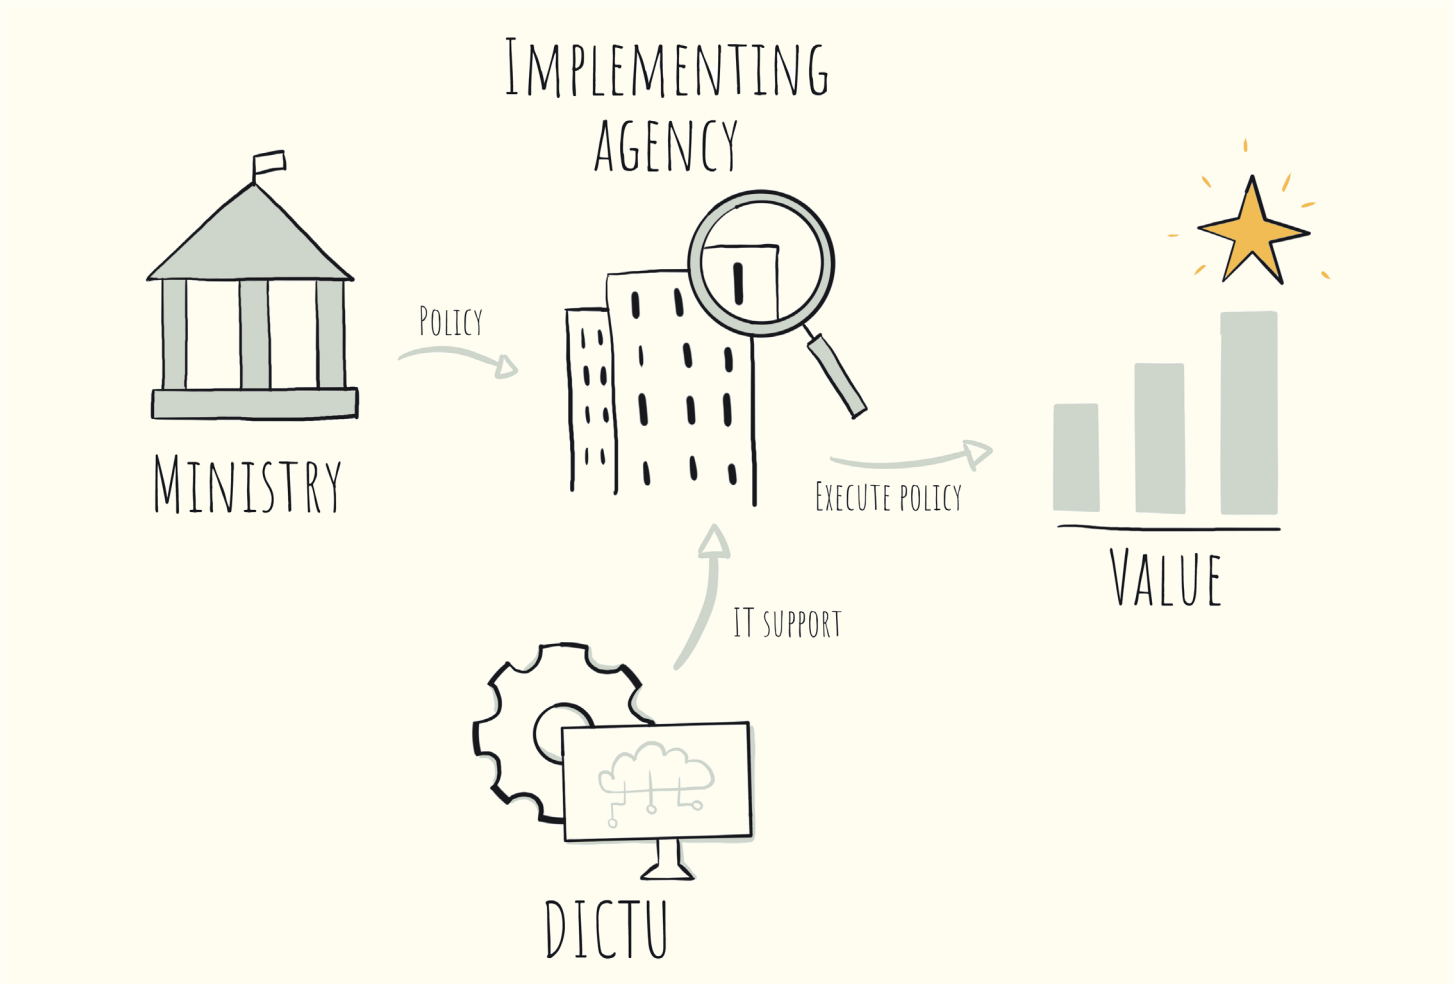 Implementing
agency
Policy
Ministry
Execute policy
Value
IT support
DICTU